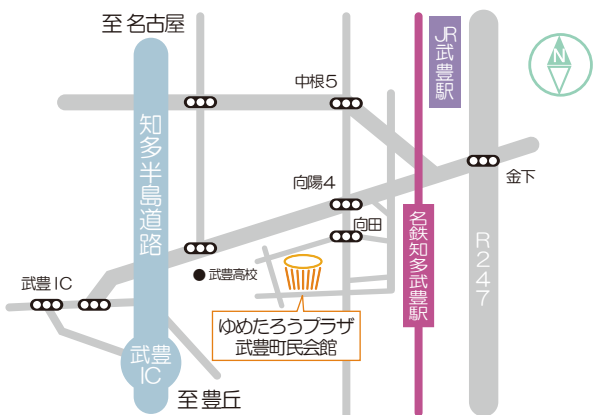 至名古屋
JR武豊駅
N
中根5
知多半島道路
向陽4
金下
向田
名鉄知多武豊駅
R247
武豊高校
武豊IC
ゆめたろうプラザ
武豊町民会館
武豊
IC
至豊丘